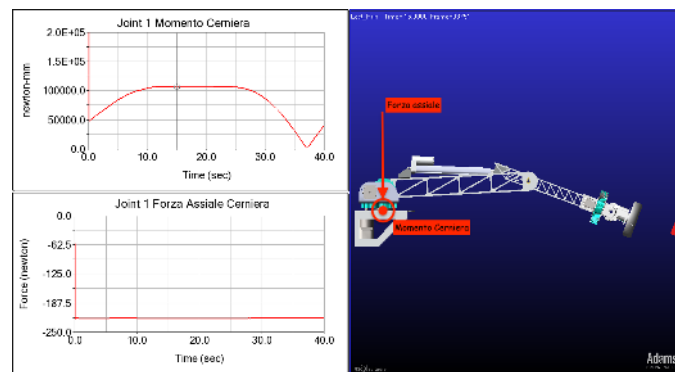 Joint 1 Momento Cerniera
2.0E+05
1.5E+05
100000.0
50000.0
0.0
newton-mm
0.0 10.0 20.0 30.0 40.0
Time (sec)
Joint 1 Forza Assiale Cerniera
0.0
-62.5
-125.0
-187.5
-250.0
Force (newton)
0.0 10.0 20.0 30.0 40.0
Time (sec)
Forza assiale
Momento Cerniera
Adams